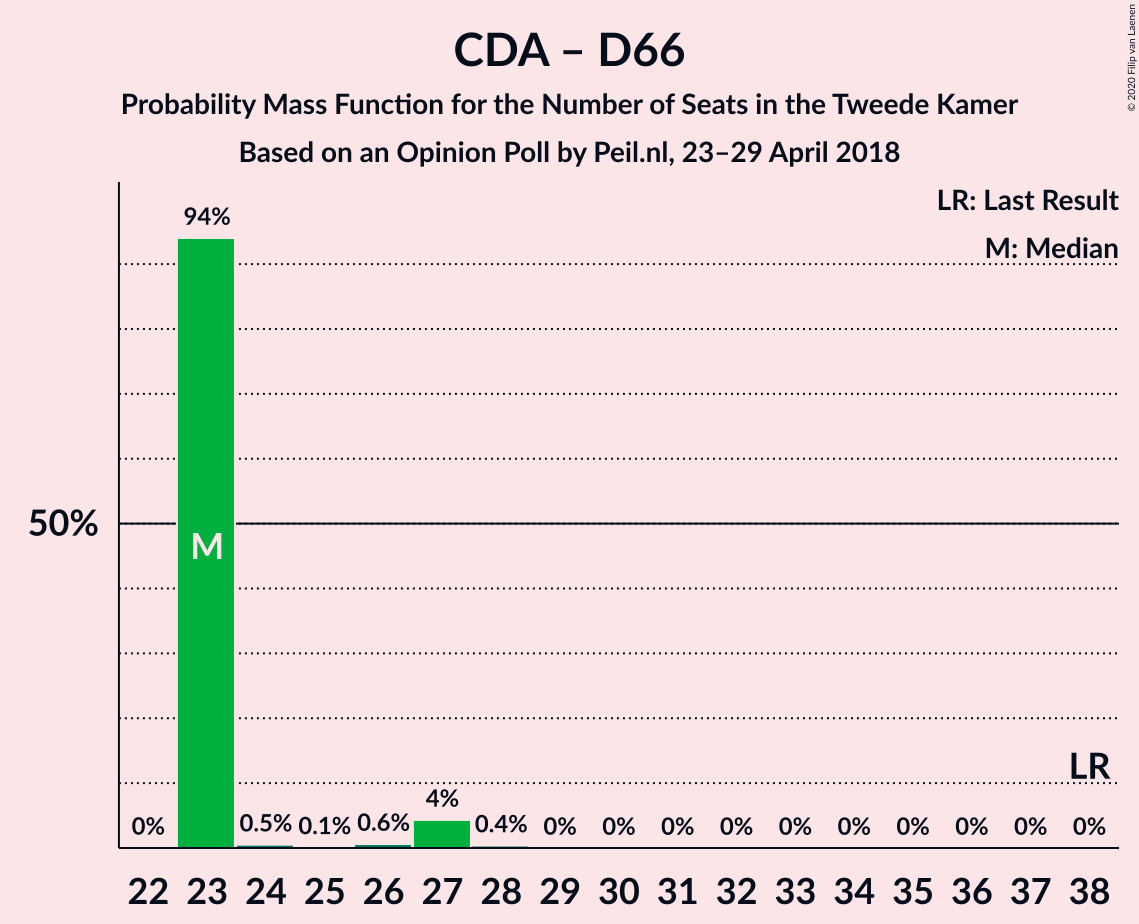 CDA – D66
Probability Mass Function for the Number of Seats in the Tweede Kamer
Based on an Opinion Poll by Peil.nl, 23–29 April 2018
© 2020 Filip van Laenen
LR: Last Result
M: Median
94%
50%
M
LR
0% 0.5% 0.1% 0.6% 4% 0.4% 0% 0% 0% 0% 0% 0% 0% 0% 0% 0%
22 23 24 25 26 27 28 29 30 31 32 33 34 35 36 37 38